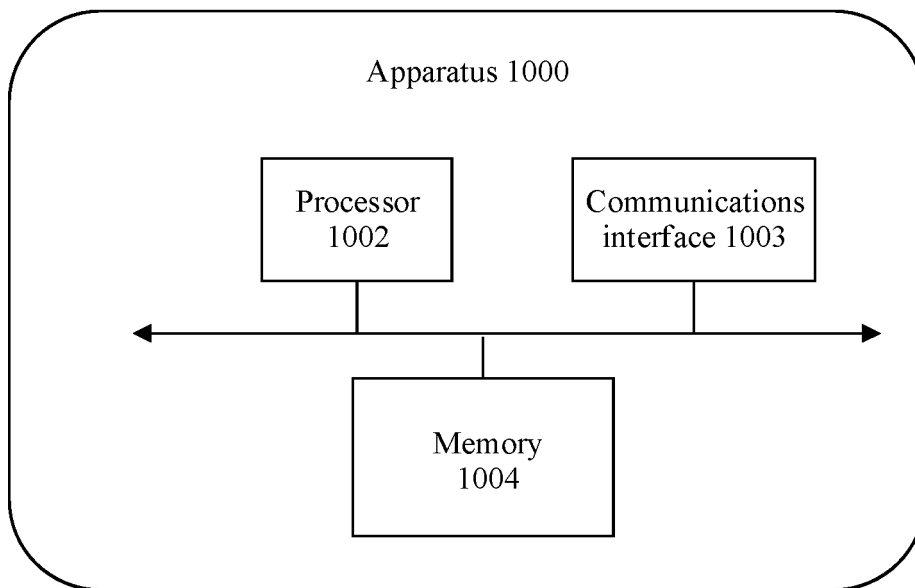 Apparatus 1000
Processor
1002
Communications
interface 1003
Memory
1004